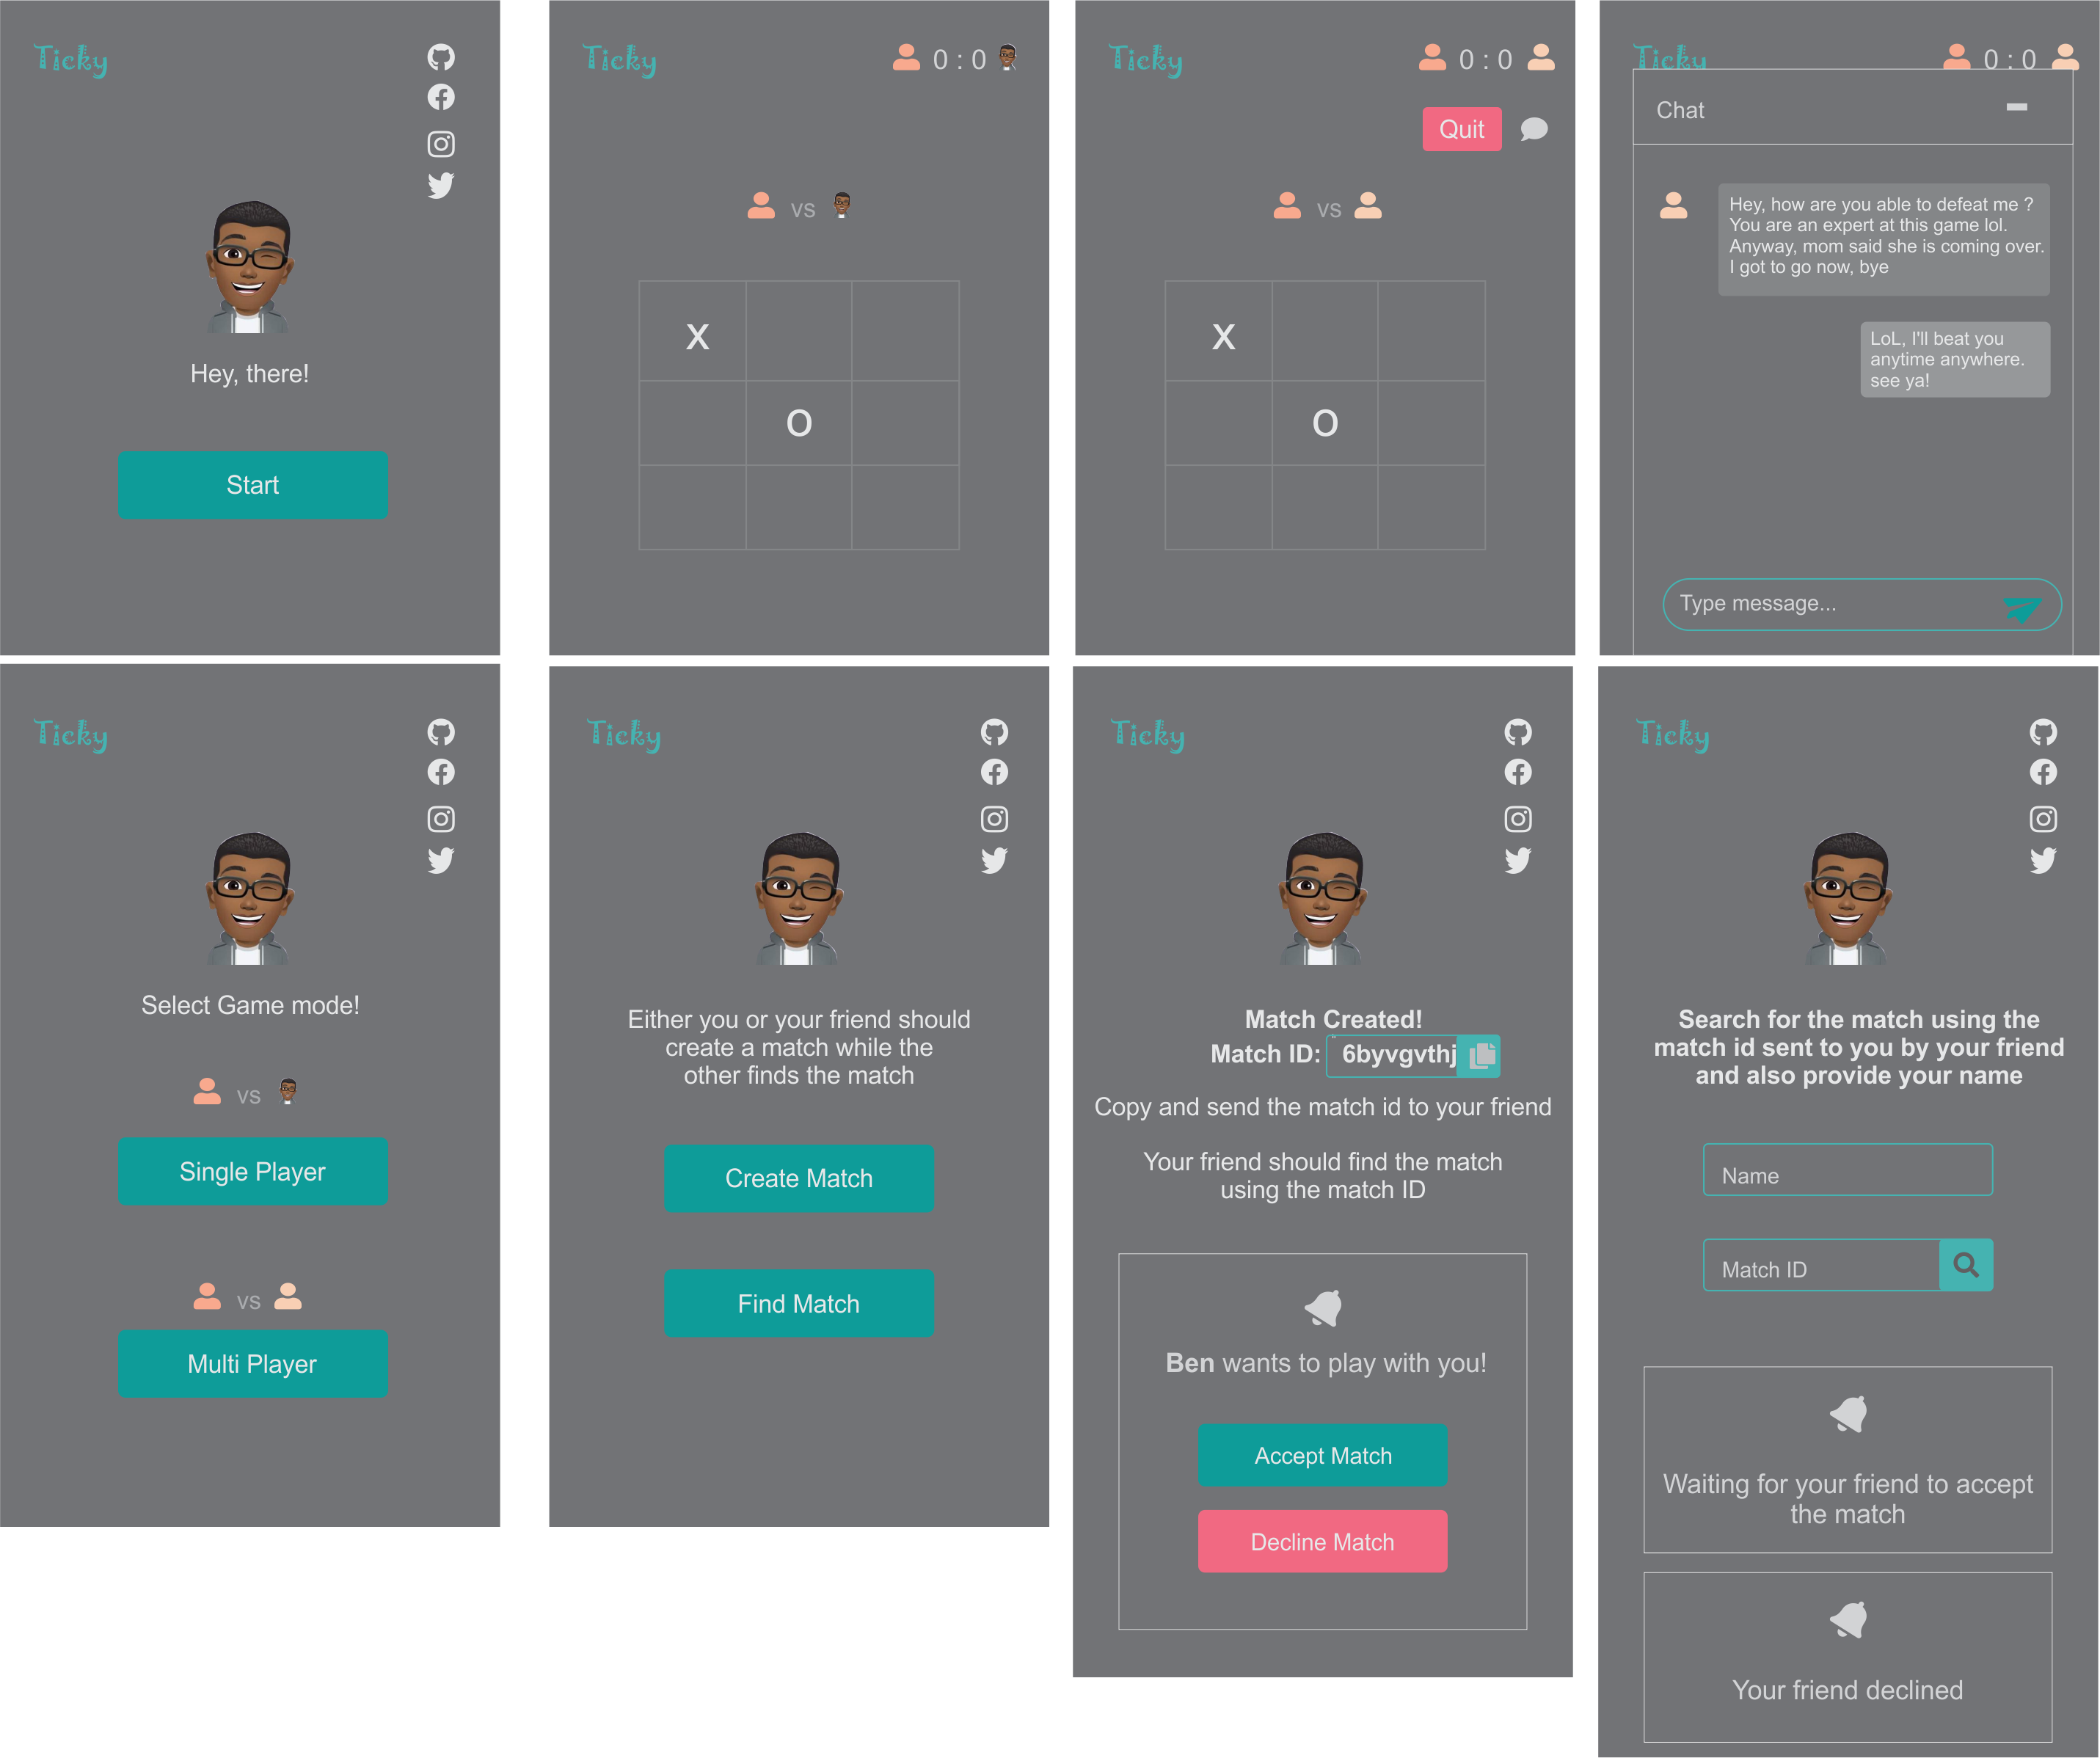 Ticky
Hey, there!
Start
Ticky
0 : 0
vs
X
O
Ticky
0 : 0
Quit
vs
X
O
Ticky
0 : 0
Chat
Hey, how are you able to defeat me ?
You are an expert at this game lol.
Anyway, mom said she is coming over.
I got to go now, bye
LoL, I'll beat you
anytime anywhere.
see ya!
Type message...
Ticky
Select Game mode!
vs
Single Player
vs
Multi Player
Ticky
Either you or your friend should
create a match while the
other finds the match
Create Match
Find Match
Ticky
Match Created!
Match ID: 6byvgvthj
Copy and send the match id to your friend
Your friend should find the match
using the match ID
Ben wants to play with you!
Accept Match
Decline Match
Ticky
Search for the match using the
match id sent to you by your friend
and also provide your name
Name
Match ID
Waiting for your friend to accept
the match
Your friend declined